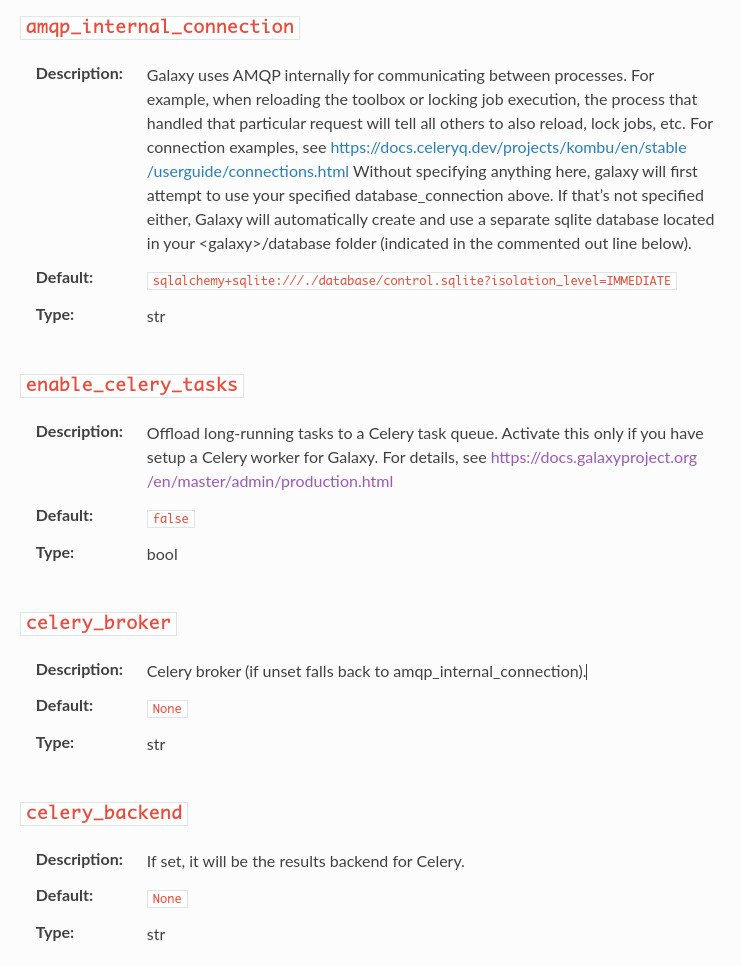 amqp_internal_connection
Description: Galaxy uses AMQP internally for communicating between processes. For
example, when reloading the toolbox or locking job execution, the process that
handled that particular request will tell all others to also reload, lock jobs, etc. For
connection examples, see https://docs.celeryq.dev/projects/kombu/en/stable
/userguide/connections.html Without specifying anything here, galaxy will first
attempt to use your specified database_connection above. If that’s not specified
either, Galaxy will automatically create and use a separate sqlite database located
in your <galaxy>/database folder (indicated in the commented out line below).
Default: sqlalchemy+sqlite:///./database/control.sqlite?isolation_level=IMMEDIATE
Type: str
enable_celery_tasks
Description: Offload long-running tasks to a Celery task queue. Activate this only if you have
setup a Celery worker for Galaxy. For details, see https://docs.galaxyproject.org
/en/master/admin/production.html
Default: false
Type: bool
celery_broker
Description: Celery broker (if unset falls back to amqp_internal_connection).
Default: None
Type: str
celery_backend
Description: If set, it will be the results backend for Celery.
Default: None
Type: str